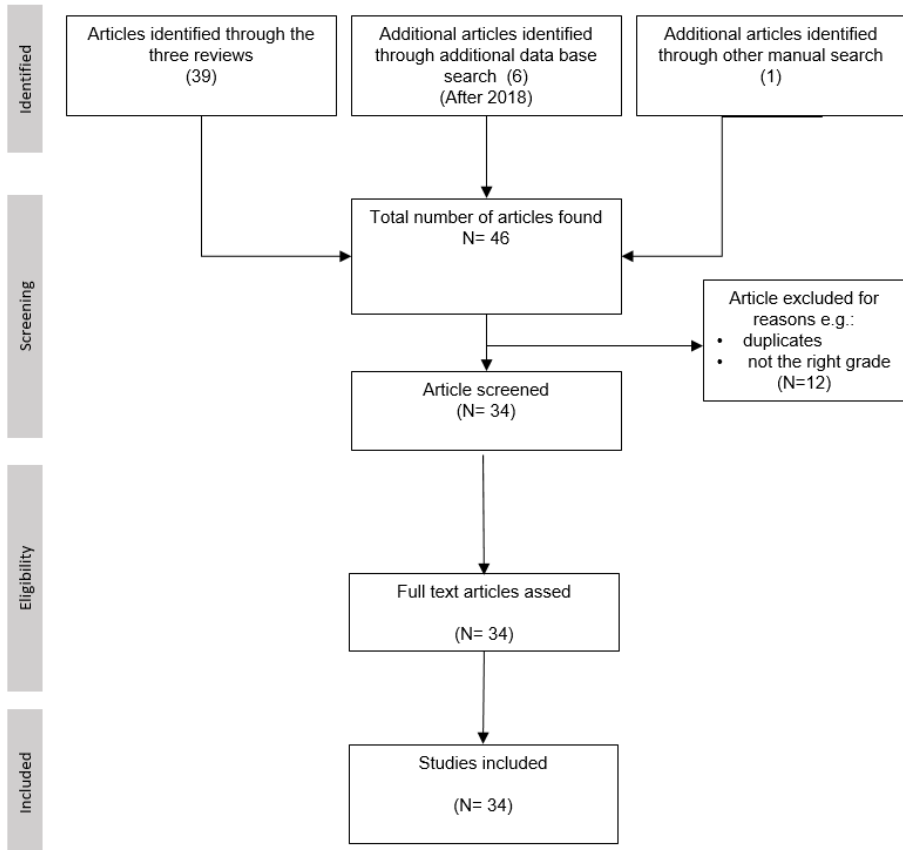 Identified
Articles identified through the
three reviews
(39)
Additional articles identified
through additional data base
search (6)
(After 2018)
Additional articles identified
through other manual search
(1)
Screening
Total number of articles found
N= 46
Article excluded for
reasons e.g.:
• duplicates
• not the right grade
(N=12)
Article screened
(N= 34)
Eligibility
Full text articles assed
(N= 34)
Included
Studies included
(N= 34)